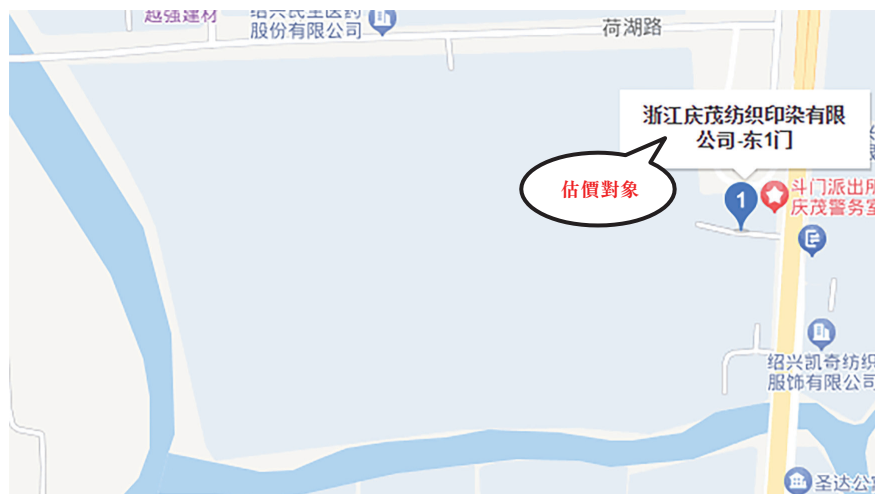 越强建材
绍兴民生医药
股份有限公司
荷湖路
浙江庆茂纺织印染有限
公司-东1门
估價對象
1
斗门派出所
庆茂警务室
绍兴凯奇纺织
服饰有限公司
圣达公